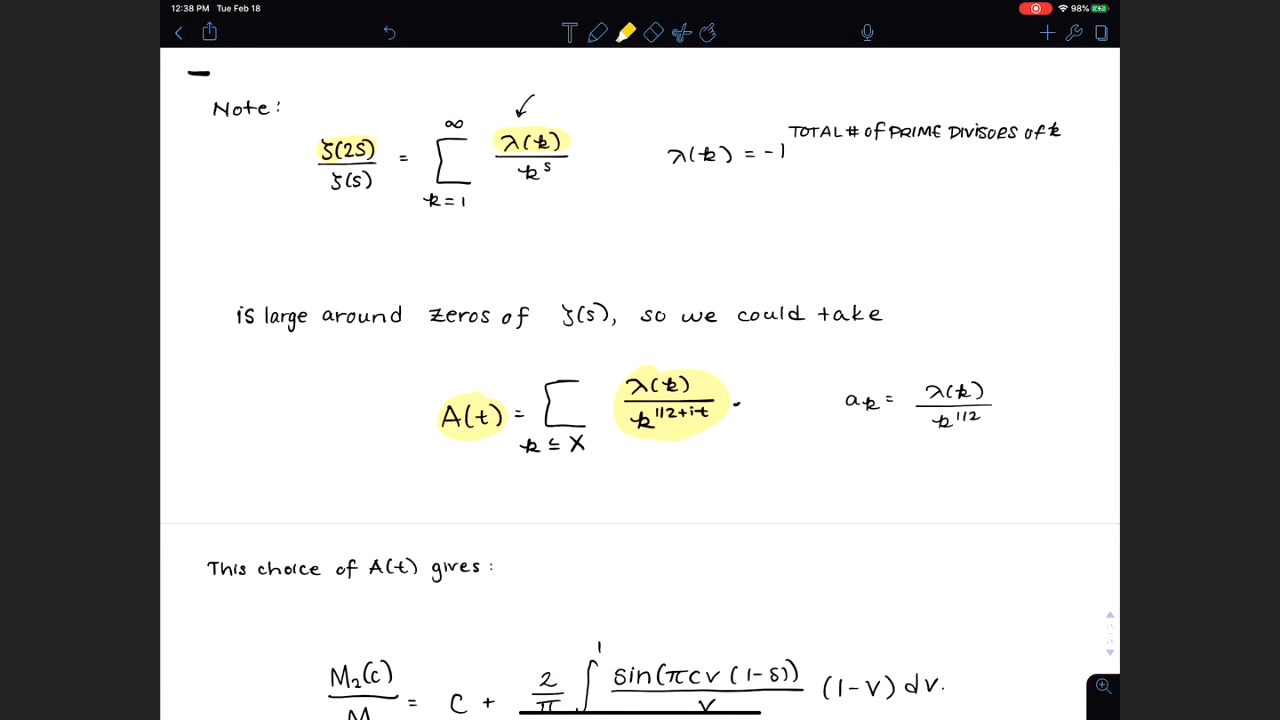 12:38 PM Tue Feb 18
98%
Note:
ζ(2S)/ζ(S) = ∑_{k=1}^{∞} λ(k)/k^s
λ(k) = -1^{TOTAL # OF PRIME DIVISORS of k}
is large around zeros of ζ(s), so we could take
A(t) = ∑_{k≤X} λ(k)/k^{1/2+it}.
a_k = λ(k)/k^{1/2}
This choice of A(t) gives:
M₂(c)/M = c + 2/π ∫^1 sin(πcv(1-δ))/v (1-v) dv.